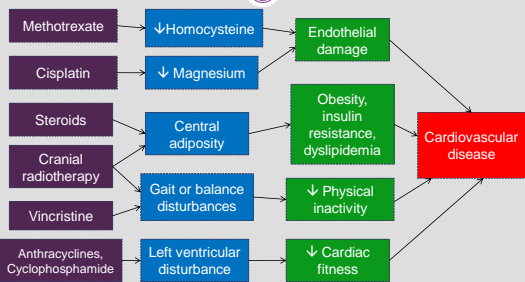 Methotrexate
↓Homocysteine
Endothelial
damage
Cisplatin
↓ Magnesium
Steroids
Central
adiposity
Obesity,
insulin
resistance,
dyslipidemia
Cardiovascular
disease
Cranial
radiotherapy
Gait or balance
disturbances
↓ Physical
inactivity
Vincristine
Anthracyclines,
Cyclophosphamide
Left ventricular
disturbance
↓ Cardiac
fitness